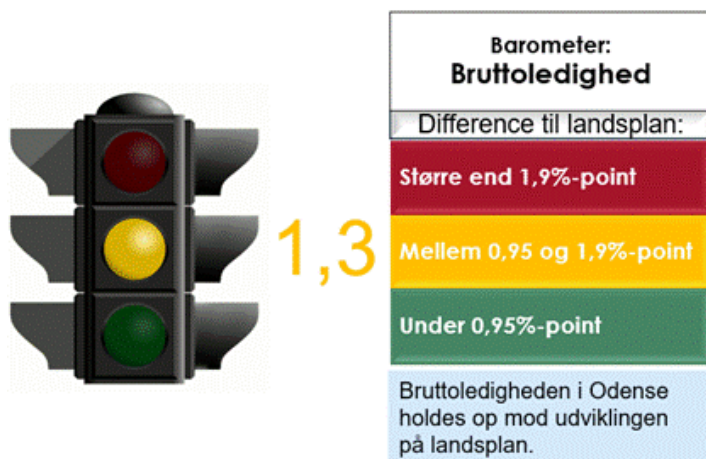 Barometer:
Bruttoledighed
Difference til landsplan:
Større end 1,9%-point
1,3
Mellem 0,95 og 1,9%-point
Under 0,95%-point
Bruttoledigheden i Odense
holdes op mod udviklingen
på landsplan.